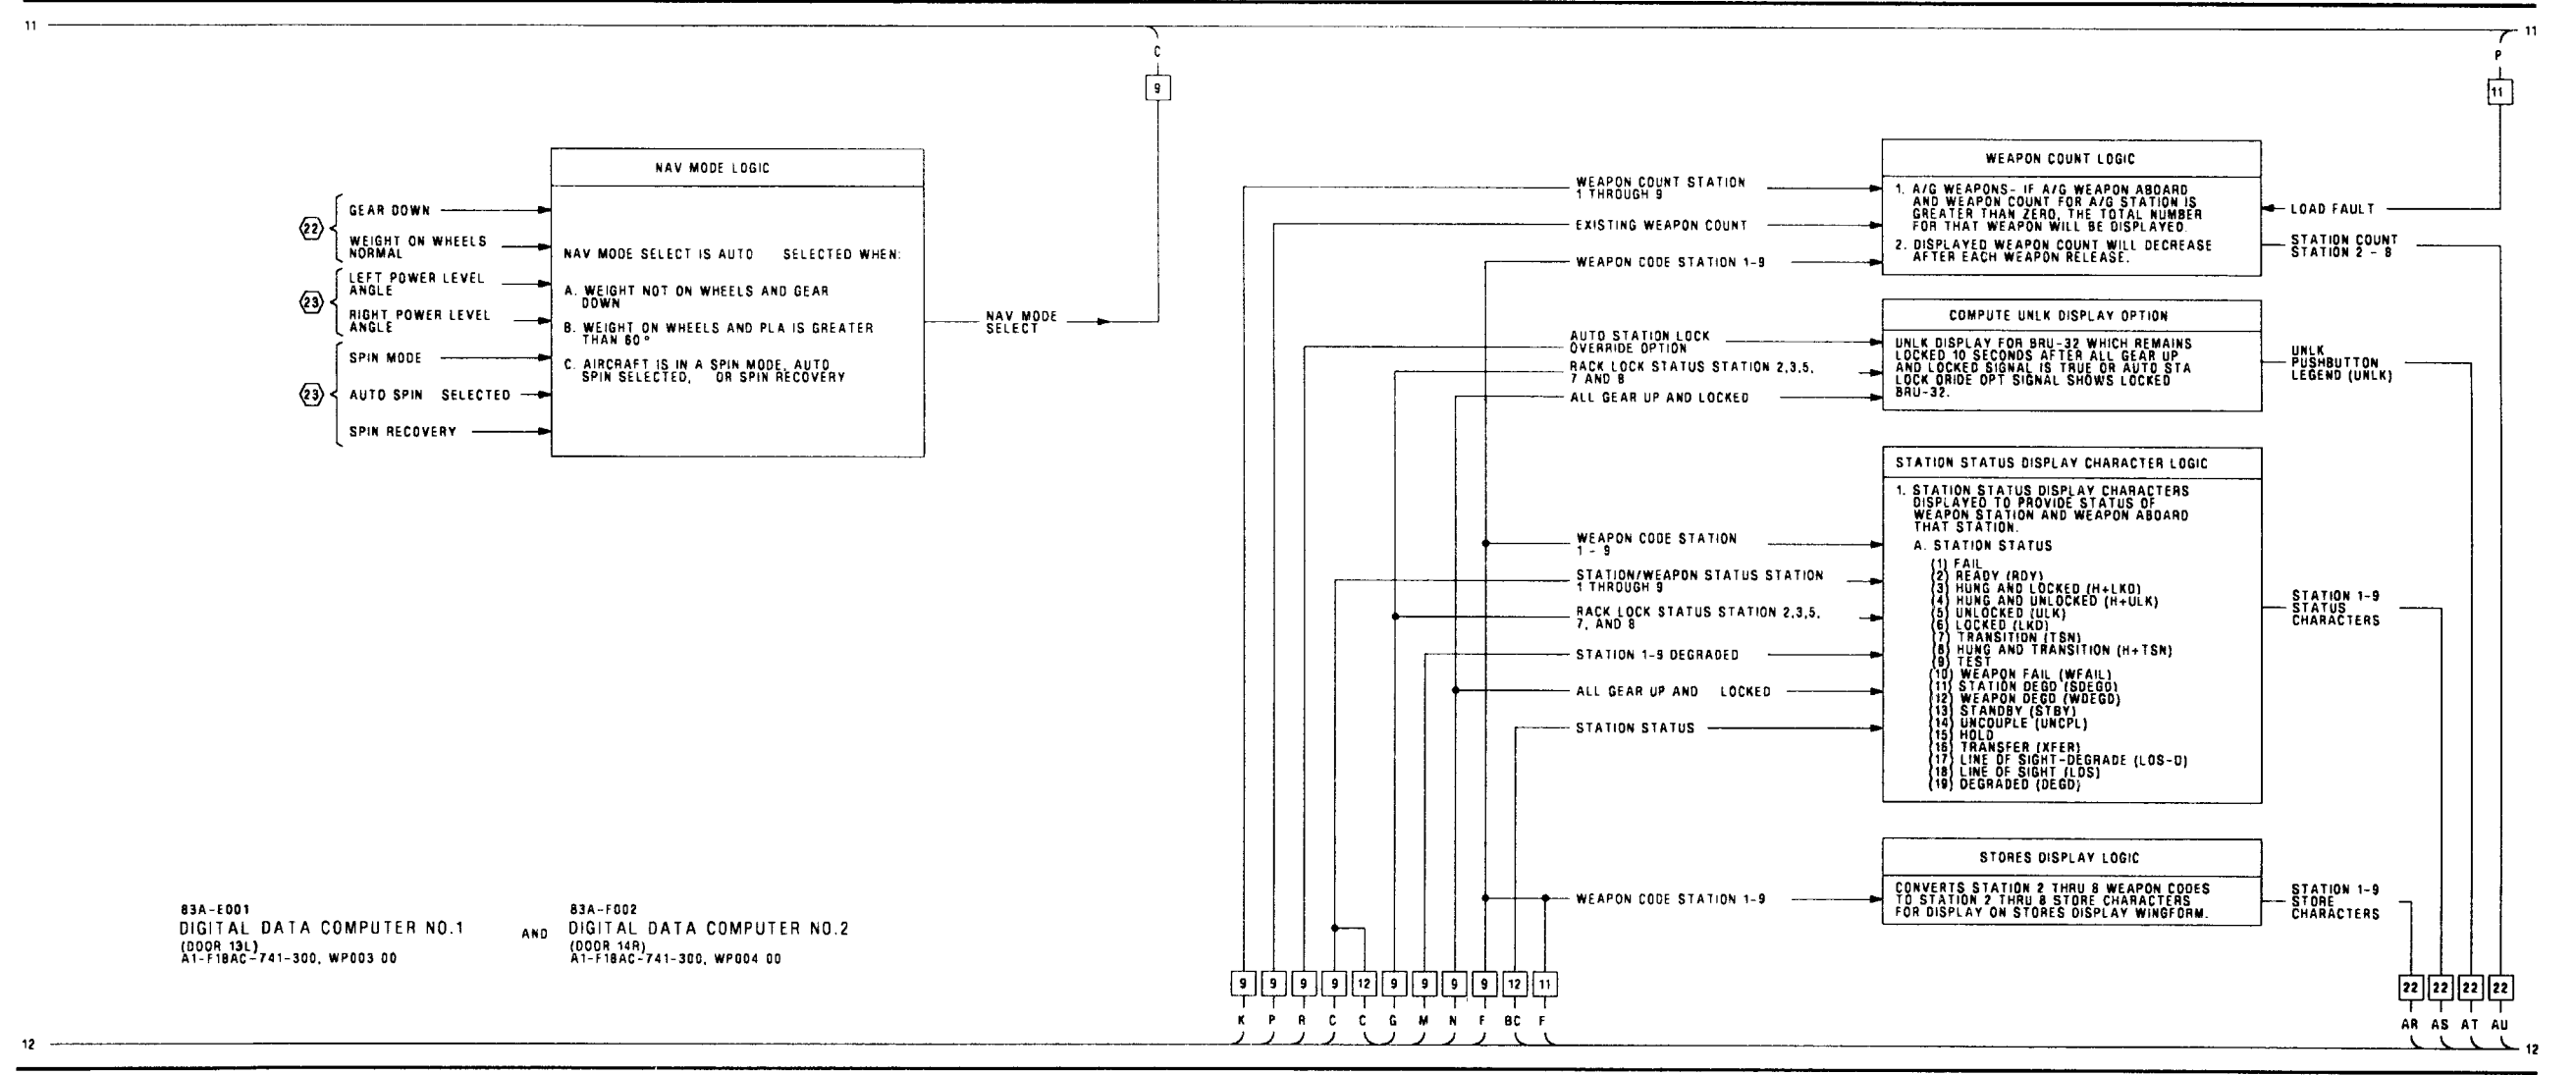 11
11
C
9
P
11
NAV MODE LOGIC
22
GEAR DOWN
WEIGHT ON WHEELS
NORMAL
23
LEFT POWER LEVEL
ANGLE
RIGHT POWER LEVEL
ANGLE
23
SPIN MODE
AUTO SPIN SELECTED
SPIN RECOVERY
NAV MODE SELECT IS AUTO SELECTED WHEN:
A. WEIGHT NOT ON WHEELS AND GEAR
DOWN
B. WEIGHT ON WHEELS AND PLA IS GREATER
THAN 60°
C. AIRCRAFT IS IN A SPIN MODE, AUTO
SPIN SELECTED, OR SPIN RECOVERY
NAV MODE
SELECT
WEAPON COUNT STATION
1 THROUGH 9
EXISTING WEAPON COUNT
WEAPON CODE STATION 1-9
WEAPON COUNT LOGIC
1. A/G WEAPONS- IF A/G WEAPON ABOARD
AND WEAPON COUNT FOR A/G STATION IS
GREATER THAN ZERO, THE TOTAL NUMBER
FOR THAT WEAPON WILL BE DISPLAYED.
2. DISPLAYED WEAPON COUNT WILL DECREASE
AFTER EACH WEAPON RELEASE.
LOAD FAULT
STATION COUNT
STATION 2 - 8
AUTO STATION LOCK
OVERRIDE OPTION
RACK LOCK STATUS STATION 2,3,5,
7 AND 8
ALL GEAR UP AND LOCKED
COMPUTE UNLK DISPLAY OPTION
UNLK DISPLAY FOR BRU-32 WHICH REMAINS
LOCKED 10 SECONDS AFTER ALL GEAR UP
AND LOCKED SIGNAL IS TRUE OR AUTO STA
LOCK ORIDE OPT SIGNAL SHOWS LOCKED
BRU-32.
UNLK
PUSHBUTTON
LEGEND (UNLK)
WEAPON CODE STATION
1 - 9
STATION/WEAPON STATUS STATION
1 THROUGH 9
RACK LOCK STATUS STATION 2,3,5,
7, AND 8
STATION 1-9 DEGRADED
ALL GEAR UP AND LOCKED
STATION STATUS
STATION STATUS DISPLAY CHARACTER LOGIC
1. STATION STATUS DISPLAY CHARACTERS
DISPLAYED TO PROVIDE STATUS OF
WEAPON STATION AND WEAPON ABOARD
THAT STATION.
A. STATION STATUS
(1) FAIL
(2) READY (RDY)
(3) HUNG AND LOCKED (H+LKD)
(4) HUNG AND UNLOCKED (H+ULK)
(5) UNLOCKED (ULK)
(6) LOCKED (LKD)
(7) TRANSITION (TSN)
(8) HUNG AND TRANSITION (H+TSN)
(9) TEST
(10) WEAPON FAIL (WFAIL)
(11) STATION DEGD (SDEGD)
(12) WEAPON DEGD (WDEGD)
(13) STANDBY (STBY)
(14) UNCOUPLE (UNCPL)
(15) HOLD
(16) TRANSFER (XFER)
(17) LINE OF SIGHT-DEGRADE (LOS-D)
(18) LINE OF SIGHT (LOS)
(19) DEGRADED (DEGD)
STATION 1-9
STATUS
CHARACTERS
WEAPON CODE STATION 1-9
STORES DISPLAY LOGIC
CONVERTS STATION 2 THRU 8 WEAPON CODES
TO STATION 2 THRU 8 STORE CHARACTERS
FOR DISPLAY ON STORES DISPLAY WINGFORM.
STATION 1-9
STORE
CHARACTERS
83A-E001
DIGITAL DATA COMPUTER NO.1
(DOOR 13L)
A1-F18AC-741-300, WP003 00
AND
83A-F002
DIGITAL DATA COMPUTER NO.2
(DOOR 14R)
A1-F18AC-741-300, WP004 00
9 9 9 9 12 9 9 9 9 12 11
K P R C C G M N F BC F
22 22 22 22
AR AS AT AU
12
12